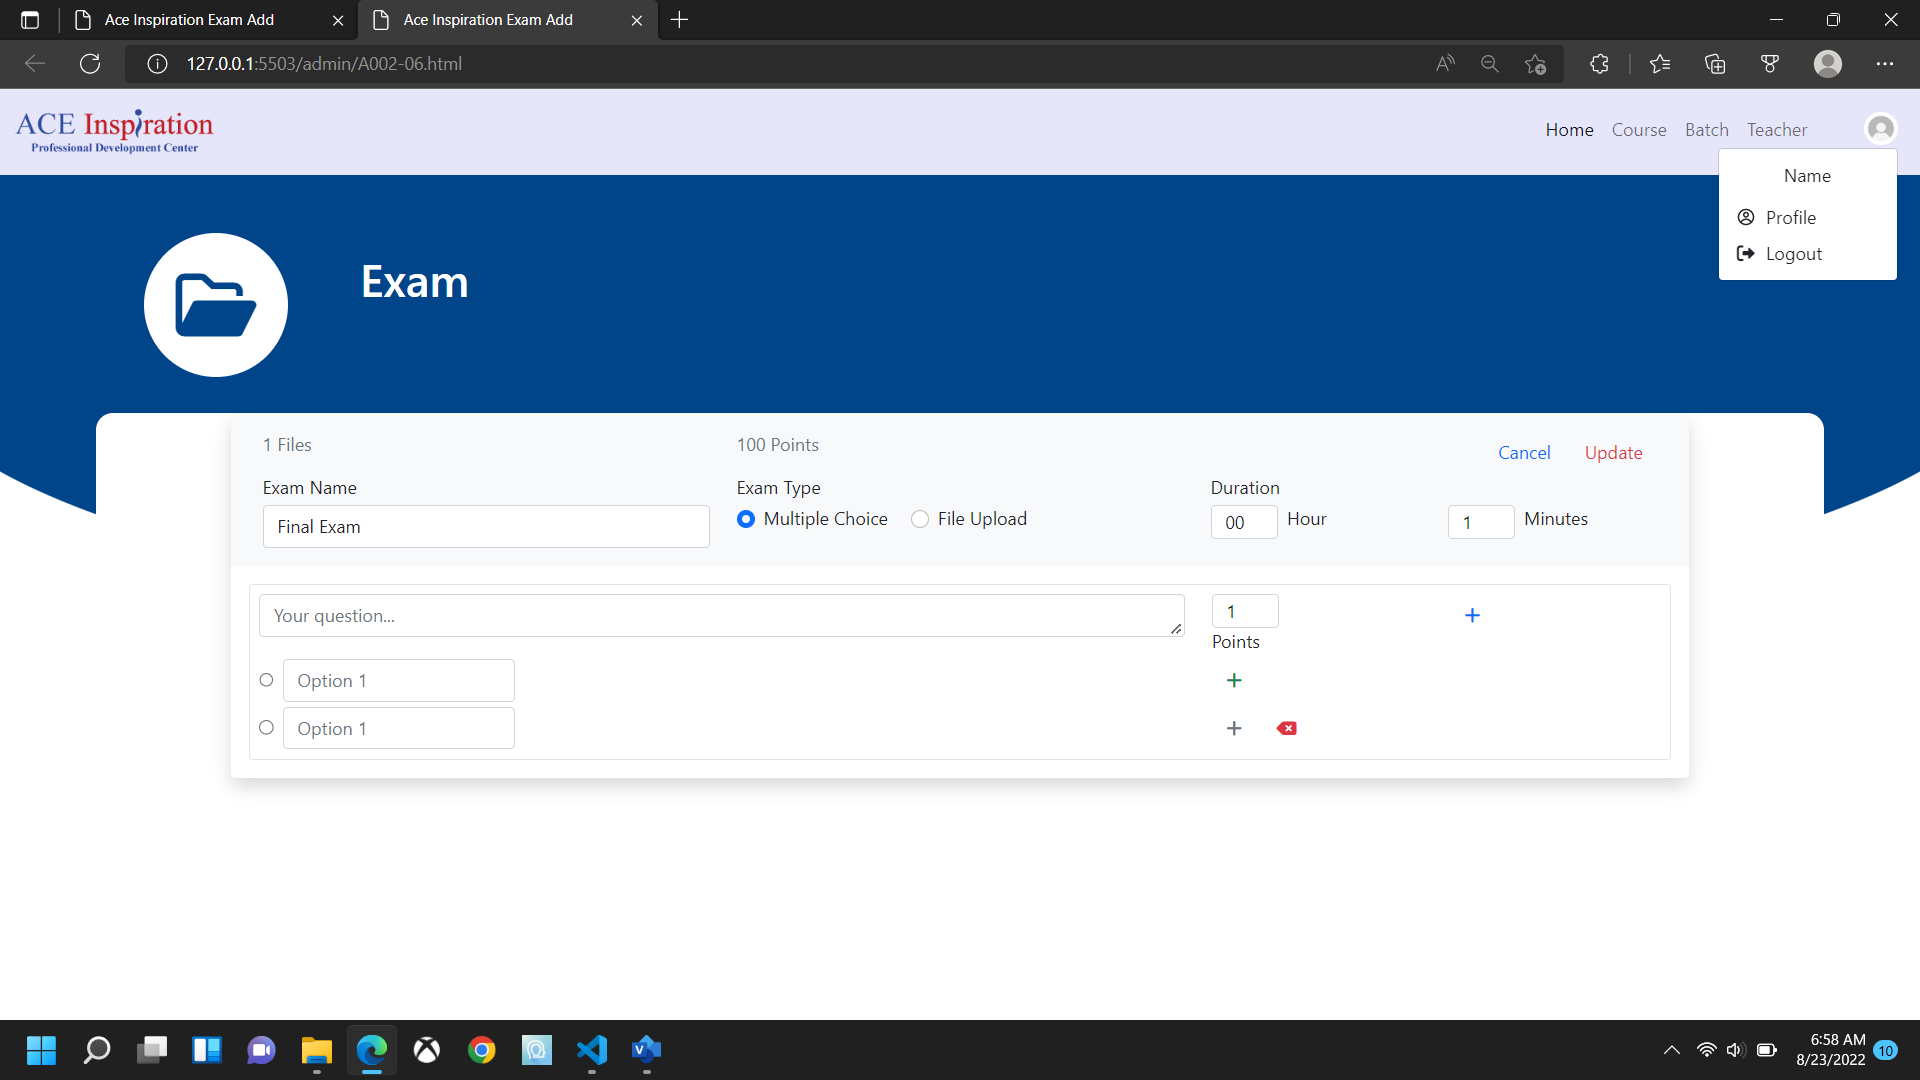 Ace Inspiration Exam Add
Ace Inspiration Exam Add
127.0.0.1:5503/admin/A002-06.html
ACE Inspiration
Professional Development Center
Home Course Batch Teacher
Name
Profile
Logout
Exam
1 Files
100 Points
Cancel Update
Exam Name
Exam Type
Duration
Final Exam
Multiple Choice
File Upload
00 Hour
1 Minutes
Your question...
1
Points
Option 1
Option 1
6:58 AM
8/23/2022
10